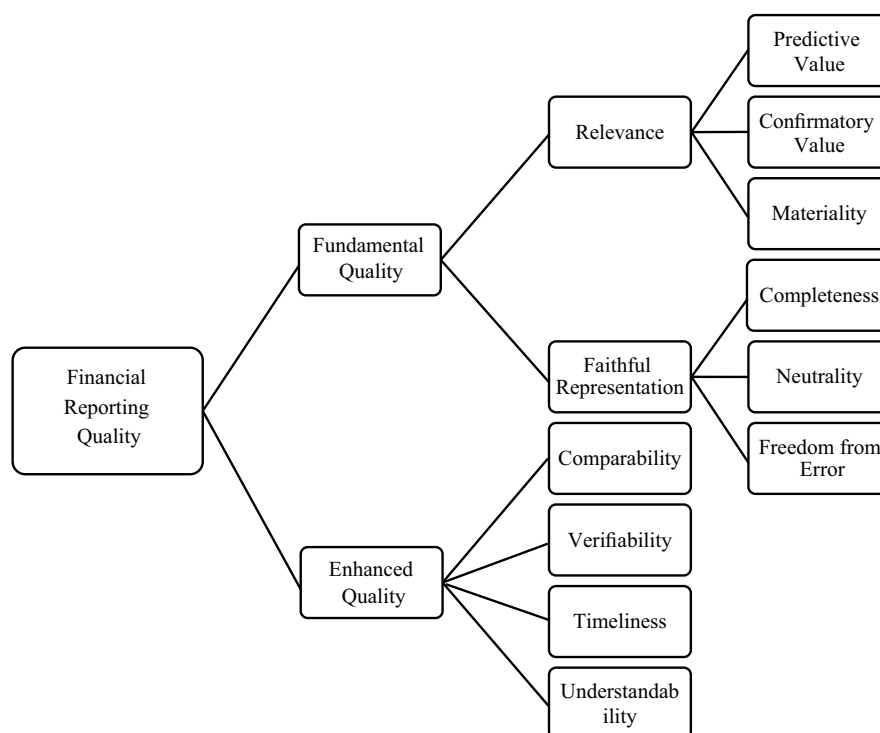 Predictive
Value
Relevance
Confirmatory
Value
Materiality
Fundamental
Quality
Completeness
Faithful
Representation
Neutrality
Freedom from
Error
Financial
Reporting
Quality
Comparability
Verifiability
Enhanced
Quality
Timeliness
Understandab
ility